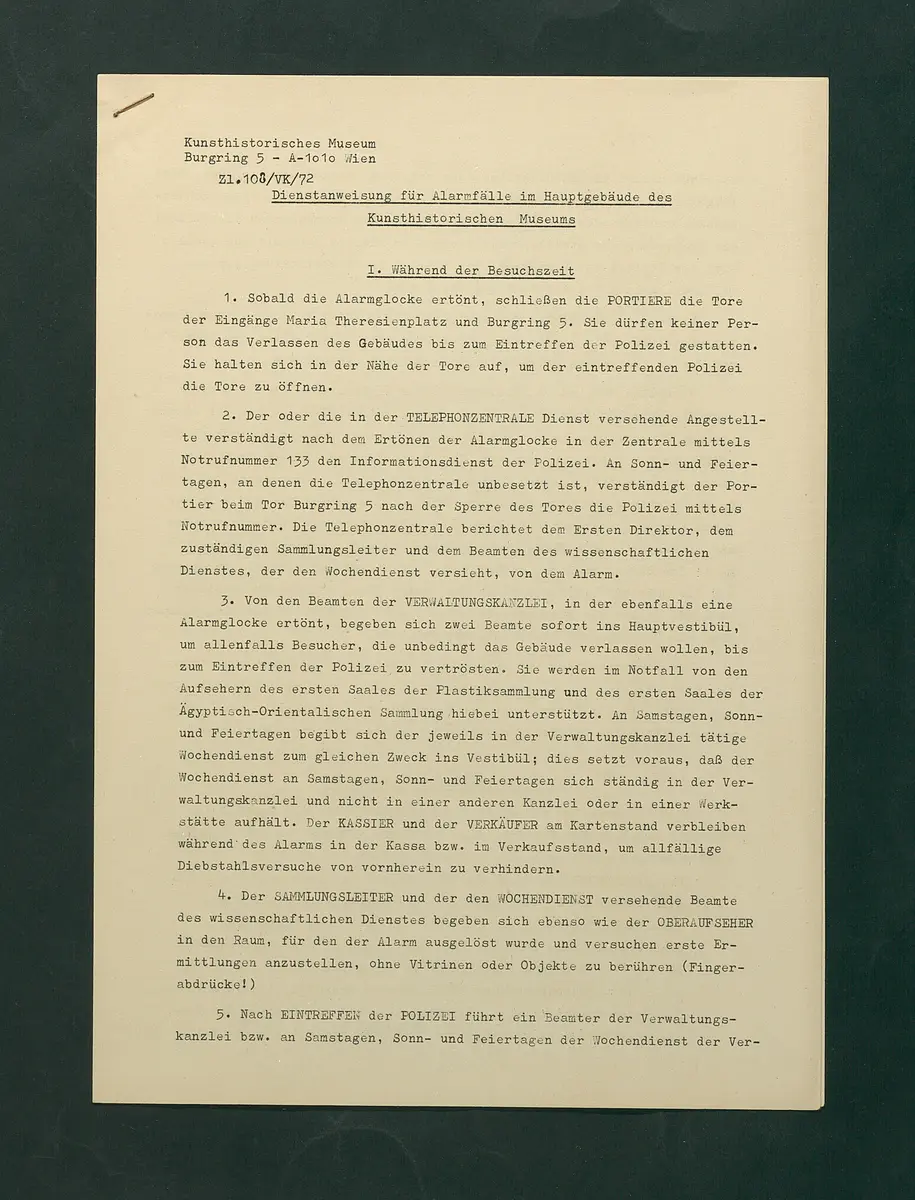 Kunsthistorisches Museum
Burgring 5 - A-1o1o Wien
Zl.108/VK/72
Dienstanweisung für Alarmfälle im Hauptgebäude des
Kunsthistorischen Museums
I. Während der Besuchszeit
1. Sobald die Alarmglocke ertönt, schließen die PORTIERE die Tore
der Eingänge Maria Theresienplatz und Burgring 5. Sie dürfen keiner Per-
son das Verlassen des Gebäudes bis zum Eintreffen der Polizei gestatten.
Sie halten sich in der Nähe der Tore auf, um der eintreffenden Polizei
die Tore zu öffnen.
2. Der oder die in der TELEPHONZENTRALE Dienst versehende Angestell-
te verständigt nach dem Ertönen der Alarmglocke in der Zentrale mittels
Notrufnummer 133 den Informationsdienst der Polizei. An Sonn- und Feier-
tagen, an denen die Telephonzentrale unbesetzt ist, verständigt der Por-
tier beim Tor Burgring 5 nach der Sperre des Tores die Polizei mittels
Notrufnummer. Die Telephonzentrale berichtet dem Ersten Direktor, dem
zuständigen Sammlungsleiter und dem Beamten des wissenschaftlichen
Dienstes, der den Wochendienst versieht, von dem Alarm.
3. Von den Beamten der VERWALTUNGSKANZLEI, in der ebenfalls eine
Alarmglocke ertönt, begeben sich zwei Beamte sofort ins Hauptvestibül,
um allenfalls Besucher, die unbedingt das Gebäude verlassen wollen, bis
zum Eintreffen der Polizei zu vertrösten. Sie werden im Notfall von den
Aufsehern des ersten Saales der Plastiksammlung und des ersten Saales der
Ägyptisch-Orientalischen Sammlung hiebei unterstützt. An Samstagen, Sonn-
und Feiertagen begibt sich der jeweils in der Verwaltungskanzlei tätige
Wochendienst zum gleichen Zweck ins Vestibül; dies setzt voraus, daß der
Wochendienst an Samstagen, Sonn- und Feiertagen sich ständig in der Ver-
waltungskanzlei und nicht in einer anderen Kanzlei oder in einer Werk-
stätte aufhält. Der KASSIER und der VERKÄUFER am Kartenstand verbleiben
während des Alarms in der Kassa bzw. im Verkaufsstand, um allfällige
Diebstahlsversuche von vornherein zu verhindern.
4. Der SAMMLUNGSLEITER und der den WOCHENDIENST versehende Beamte
des wissenschaftlichen Dienstes begeben sich ebenso wie der OBERAUFSEHER
in den Raum, für den der Alarm ausgelöst wurde und versuchen erste Er-
mittlungen anzustellen, ohne Vitrinen oder Objekte zu berühren (Finger-
abdrücke!)
5. Nach EINTREFFEN der POLIZEI führt ein Beamter der Verwaltungs-
kanzlei bzw. an Samstagen, Sonn- und Feiertagen der Wochendienst der Ver-